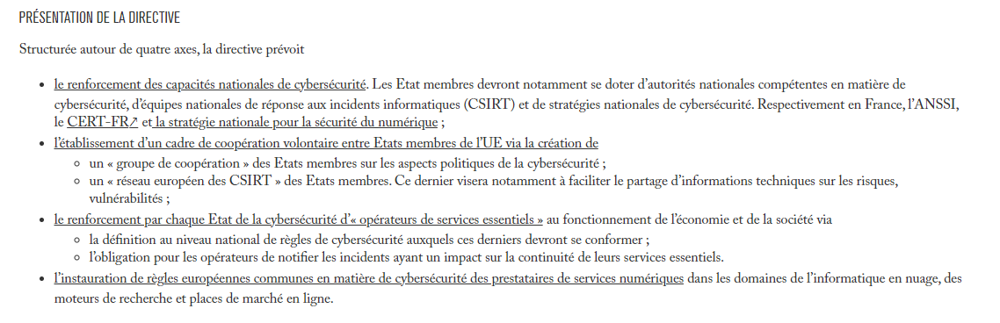 PRÉSENTATION DE LA DIRECTIVE
Structurée autour de quatre axes, la directive prévoit
• le renforcement des capacités nationales de cybersécurité. Les Etat membres devront notamment se doter d'autorités nationales compétentes en matière de
cybersécurité, d'équipes nationales de réponse aux incidents informatiques (CSIRT) et de stratégies nationales de cybersécurité. Respectivement en France, l'ANSSI,
le CERT-FR↗ et la stratégie nationale pour la sécurité du numérique ;
• l'établissement d'un cadre de coopération volontaire entre Etats membres de l'UE via la création de
◦ un « groupe de coopération » des Etats membres sur les aspects politiques de la cybersécurité ;
◦ un « réseau européen des CSIRT » des Etats membres. Ce dernier visera notamment à faciliter le partage d'informations techniques sur les risques,
vulnérabilités ;
• le renforcement par chaque Etat de la cybersécurité d'« opérateurs de services essentiels » au fonctionnement de l'économie et de la société via
◦ la définition au niveau national de règles de cybersécurité auxquels ces derniers devront se conformer ;
◦ l'obligation pour les opérateurs de notifier les incidents ayant un impact sur la continuité de leurs services essentiels.
• l'instauration de règles européennes communes en matière de cybersécurité des prestataires de services numériques dans les domaines de l'informatique en nuage, des
moteurs de recherche et places de marché en ligne.